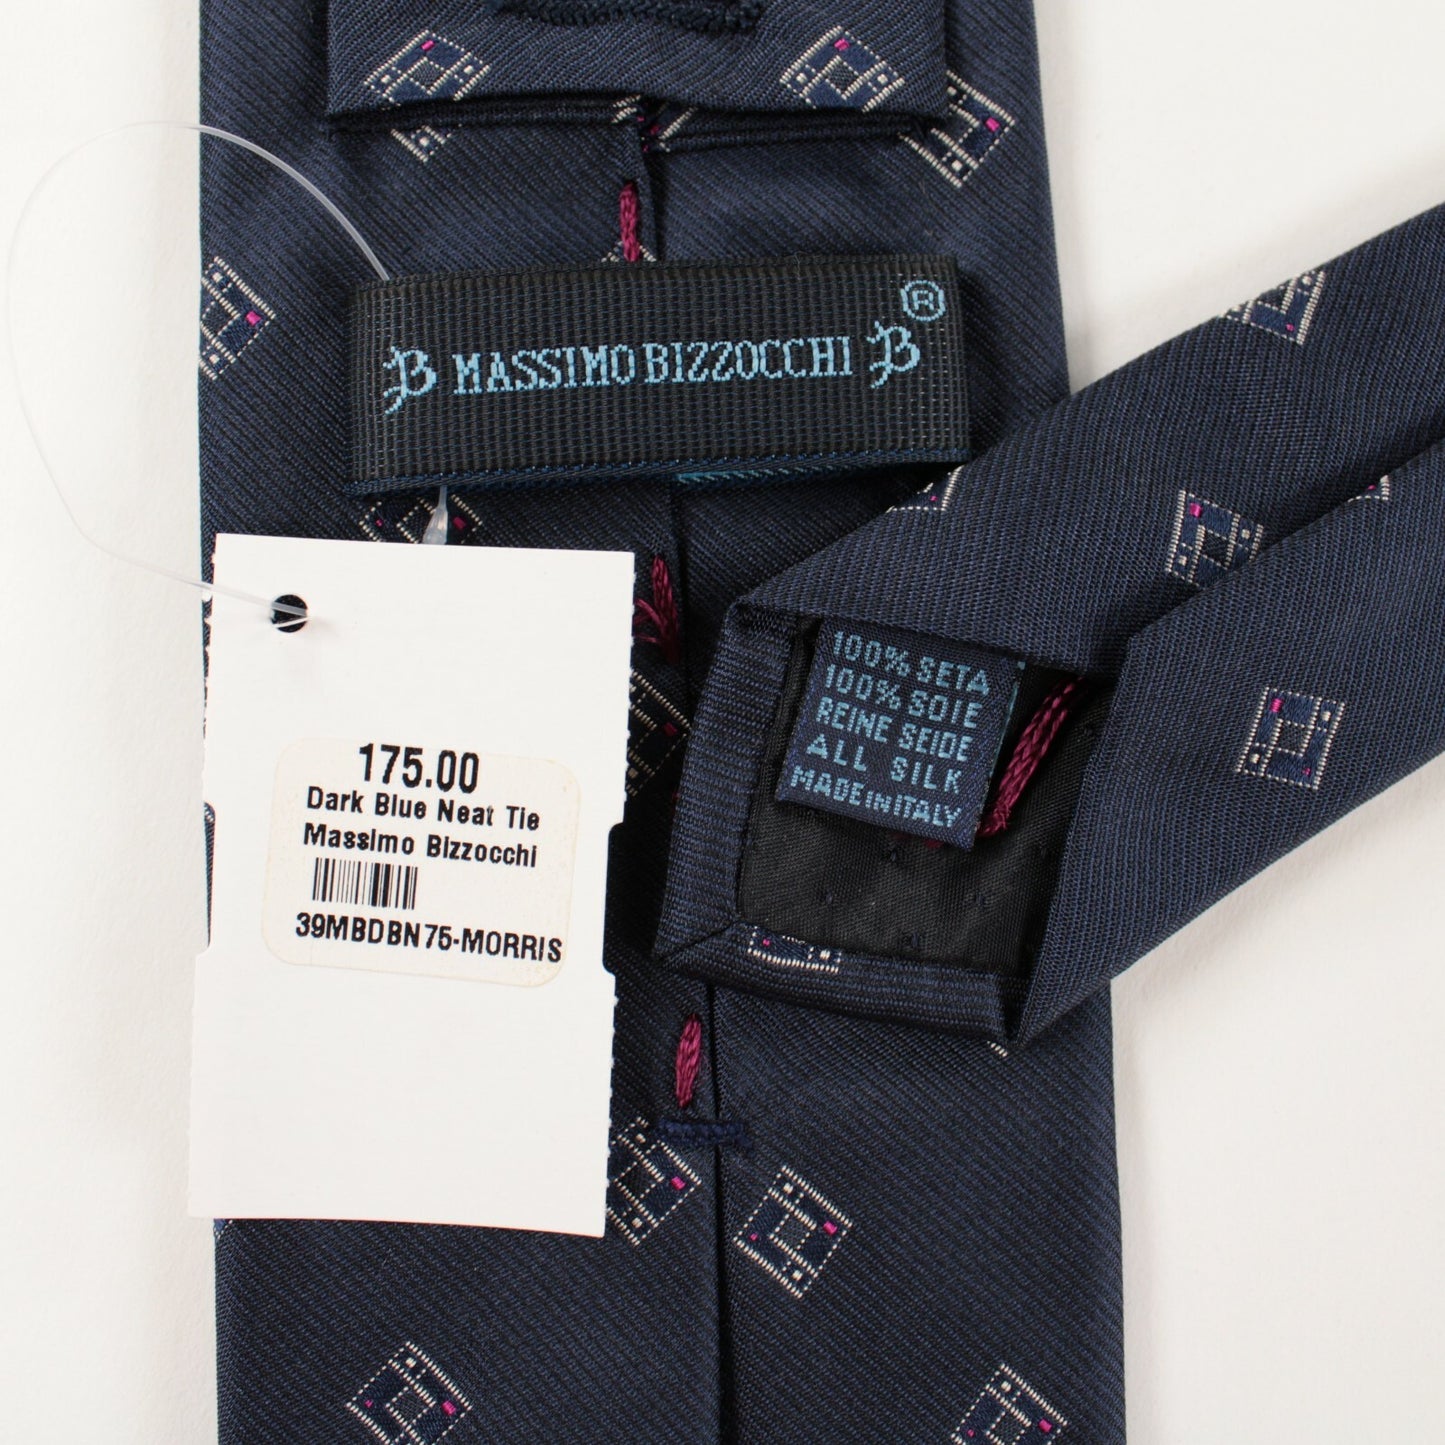 B MASSIMO BIZZOCCHI B ®
175.00
Dark Blue Neat Tie
Massimo Bizzocchi
39MBDBN75-MORRIS
100% SETA
100% SOIE
REINE SEIDE
ALL SILK
MADE IN ITALY